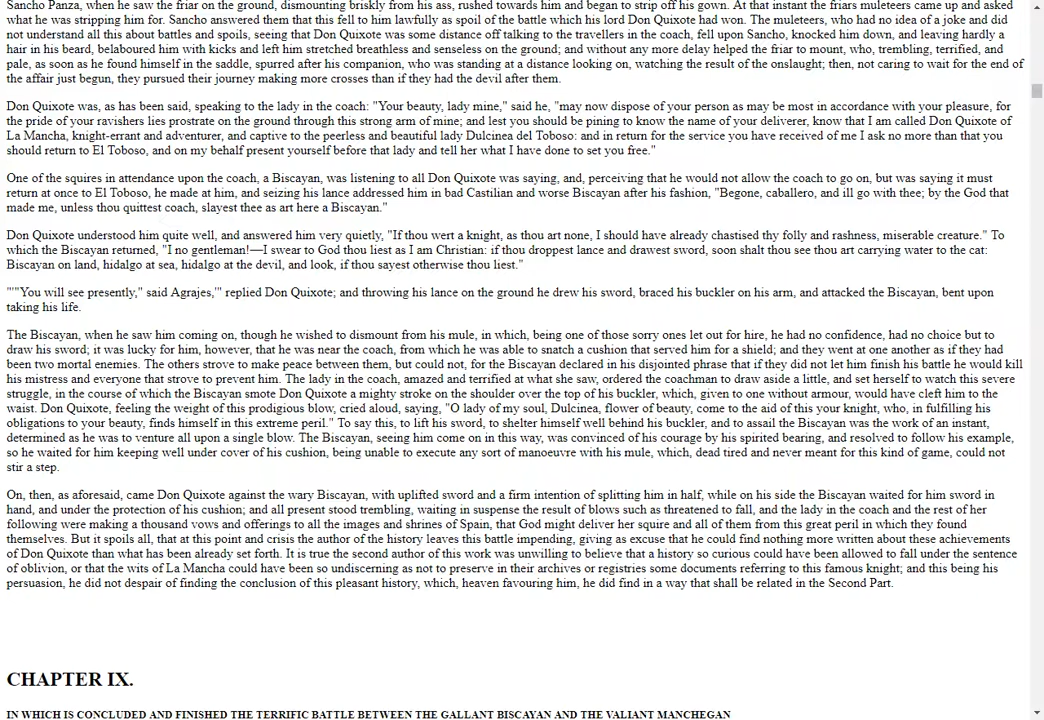 Sancho Panza, when he saw the friar on the ground, dismounting briskly from his ass, rushed towards him and began to strip off his gown. At that instant the friars muleteers came up and asked
what he was stripping him for. Sancho answered them that this fell to him lawfully as spoil of the battle which his lord Don Quixote had won. The muleteers, who had no idea of a joke and did
not understand all this about battles and spoils, seeing that Don Quixote was some distance off talking to the travellers in the coach, fell upon Sancho, knocked him down, and leaving hardly a
hair in his beard, belaboured him with kicks and left him stretched breathless and senseless on the ground; and without any more delay helped the friar to mount, who, trembling, terrified, and
pale, as soon as he found himself in the saddle, spurred after his companion, who was standing at a distance looking on, watching the result of the onslaught; then, not caring to wait for the end of
the affair just begun, they pursued their journey making more crosses than if they had the devil after them.
Don Quixote was, as has been said, speaking to the lady in the coach: "Your beauty, lady mine," said he, "may now dispose of your person as may be most in accordance with your pleasure, for
the pride of your ravishers lies prostrate on the ground through this strong arm of mine; and lest you should be pining to know the name of your deliverer, know that I am called Don Quixote of
La Mancha, knight-errant and adventurer, and captive to the peerless and beautiful lady Dulcinea del Toboso: and in return for the service you have received of me I ask no more than that you
should return to El Toboso, and on my behalf present yourself before that lady and tell her what I have done to set you free."
One of the squires in attendance upon the coach, a Biscayan, was listening to all Don Quixote was saying, and, perceiving that he would not allow the coach to go on, but was saying it must
return at once to El Toboso, he made at him, and seizing his lance addressed him in bad Castilian and worse Biscayan after his fashion, "Begone, caballero, and ill go with thee; by the God that
made me, unless thou quittest coach, slayest thee as art here a Biscayan."
Don Quixote understood him quite well, and answered him very quietly, "If thou wert a knight, as thou art none, I should have already chastised thy folly and rashness, miserable creature." To
which the Biscayan returned, "I no gentleman!—I swear to God thou liest as I am Christian: if thou droppest lance and drawest sword, soon shalt thou see thou art carrying water to the cat:
Biscayan on land, hidalgo at sea, hidalgo at the devil, and look, if thou sayest otherwise thou liest."
"'"You will see presently," said Agrajes,'" replied Don Quixote; and throwing his lance on the ground he drew his sword, braced his buckler on his arm, and attacked the Biscayan, bent upon
taking his life.
The Biscayan, when he saw him coming on, though he wished to dismount from his mule, in which, being one of those sorry ones let out for hire, he had no confidence, had no choice but to
draw his sword; it was lucky for him, however, that he was near the coach, from which he was able to snatch a cushion that served him for a shield; and they went at one another as if they had
been two mortal enemies. The others strove to make peace between them, but could not, for the Biscayan declared in his disjointed phrase that if they did not let him finish his battle he would kill
his mistress and everyone that strove to prevent him. The lady in the coach, amazed and terrified at what she saw, ordered the coachman to draw aside a little, and set herself to watch this severe
struggle, in the course of which the Biscayan smote Don Quixote a mighty stroke on the shoulder over the top of his buckler, which, given to one without armour, would have cleft him to the
waist. Don Quixote, feeling the weight of this prodigious blow, cried aloud, saying, "O lady of my soul, Dulcinea, flower of beauty, come to the aid of this your knight, who, in fulfilling his
obligations to your beauty, finds himself in this extreme peril." To say this, to lift his sword, to shelter himself well behind his buckler, and to assail the Biscayan was the work of an instant,
determined as he was to venture all upon a single blow. The Biscayan, seeing him come on in this way, was convinced of his courage by his spirited bearing, and resolved to follow his example,
so he waited for him keeping well under cover of his cushion, being unable to execute any sort of manoeuvre with his mule, which, dead tired and never meant for this kind of game, could not
stir a step.
On, then, as aforesaid, came Don Quixote against the wary Biscayan, with uplifted sword and a firm intention of splitting him in half, while on his side the Biscayan waited for him sword in
hand, and under the protection of his cushion; and all present stood trembling, waiting in suspense the result of blows such as threatened to fall, and the lady in the coach and the rest of her
following were making a thousand vows and offerings to all the images and shrines of Spain, that God might deliver her squire and all of them from this great peril in which they found
themselves. But it spoils all, that at this point and crisis the author of the history leaves this battle impending, giving as excuse that he could find nothing more written about these achievements
of Don Quixote than what has been already set forth. It is true the second author of this work was unwilling to believe that a history so curious could have been allowed to fall under the sentence
of oblivion, or that the wits of La Mancha could have been so undiscerning as not to preserve in their archives or registries some documents referring to this famous knight; and this being his
persuasion, he did not despair of finding the conclusion of this pleasant history, which, heaven favouring him, he did find in a way that shall be related in the Second Part.
CHAPTER IX.
IN WHICH IS CONCLUDED AND FINISHED THE TERRIFIC BATTLE BETWEEN THE GALLANT BISCAYAN AND THE VALIANT MANCHEGAN